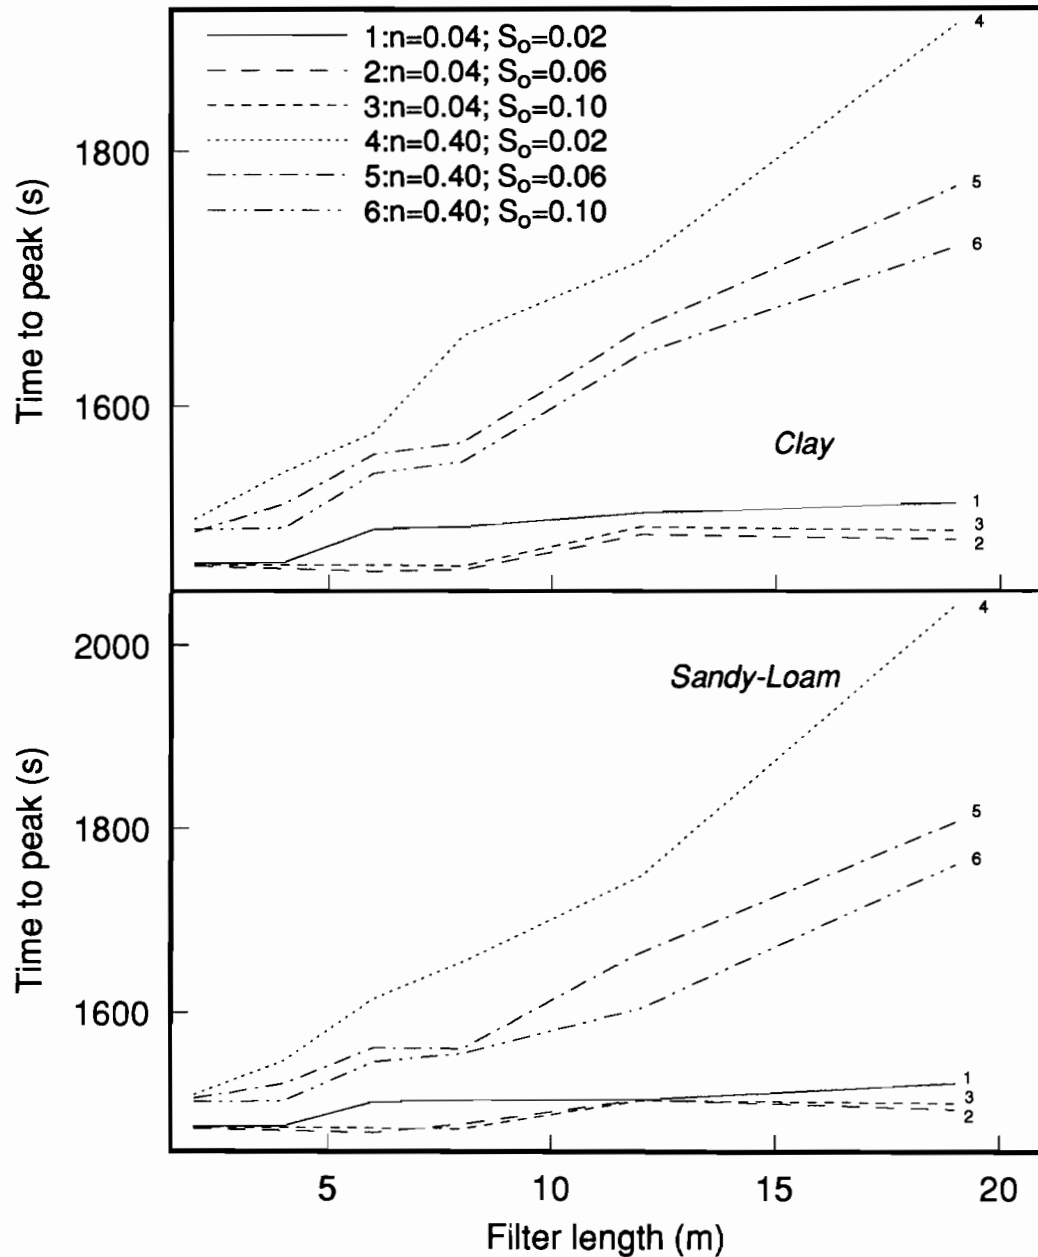 4
1:n=0.04; So=0.02
2:n=0.04; So=0.06
3:n=0.04; So=0.10
4:n=0.40; So=0.02
5:n=0.40; So=0.06
6:n=0.40; So=0.10
1800
1600
Time to peak (s)
5
6
Clay
1
3
2
4
Sandy-Loam
2000
1800
1600
Time to peak (s)
5
6
1
3
2
5
10
15
20
Filter length (m)